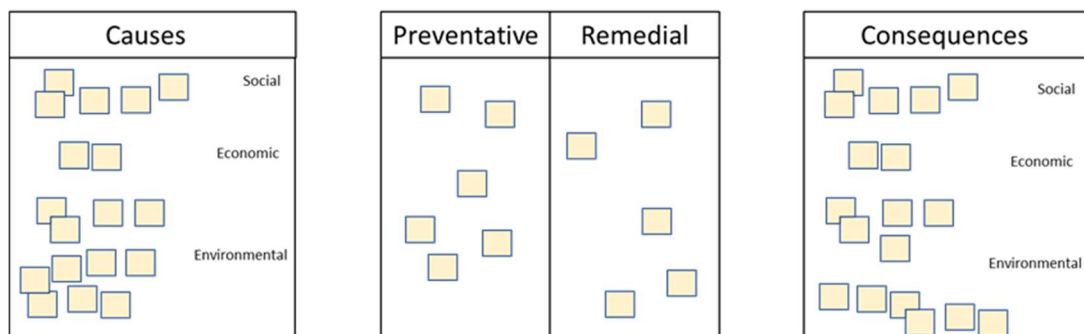 Causes
Social
Economic
Environmental
Preventative
Remedial
Consequences
Social
Economic
Environmental